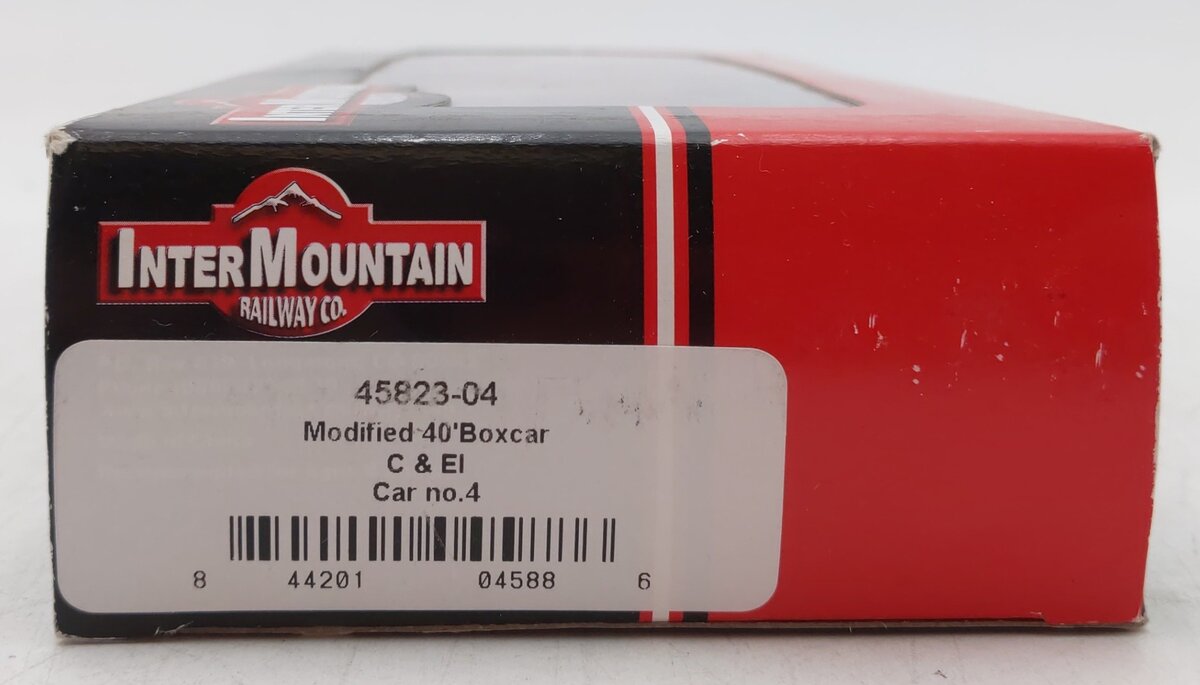 INTERMOUNTAIN
RAILWAY CO.
45823-04
Modified 40'Boxcar
C & EI
Car no.4
8 44201 04588 6